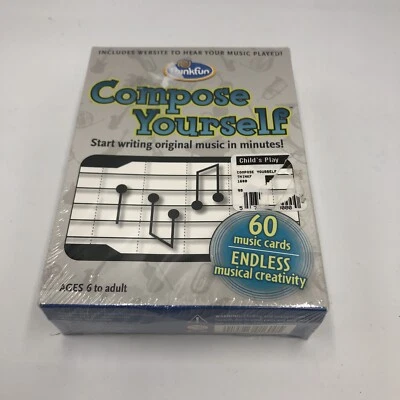 INCLUDES WEBSITE TO HEAR YOUR MUSIC PLAYED!
Thinkfun
Compose
Yourself
Start writing original music in minutes!
Child's Play
COMPOSE YOURSELF
60
music cards
ENDLESS
musical creativity
AGES 6 to adult